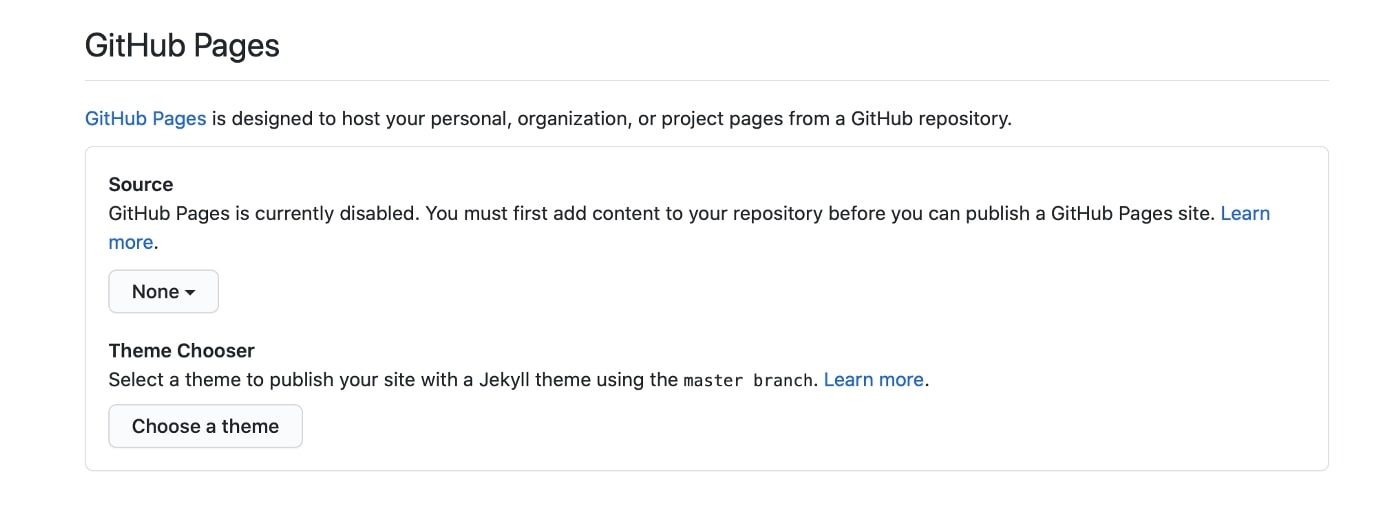 GitHub Pages
GitHub Pages is designed to host your personal, organization, or project pages from a GitHub repository.
Source
GitHub Pages is currently disabled. You must first add content to your repository before you can publish a GitHub Pages site. Learn
more.
None
Theme Chooser
Select a theme to publish your site with a Jekyll theme using the master branch. Learn more.
Choose a theme